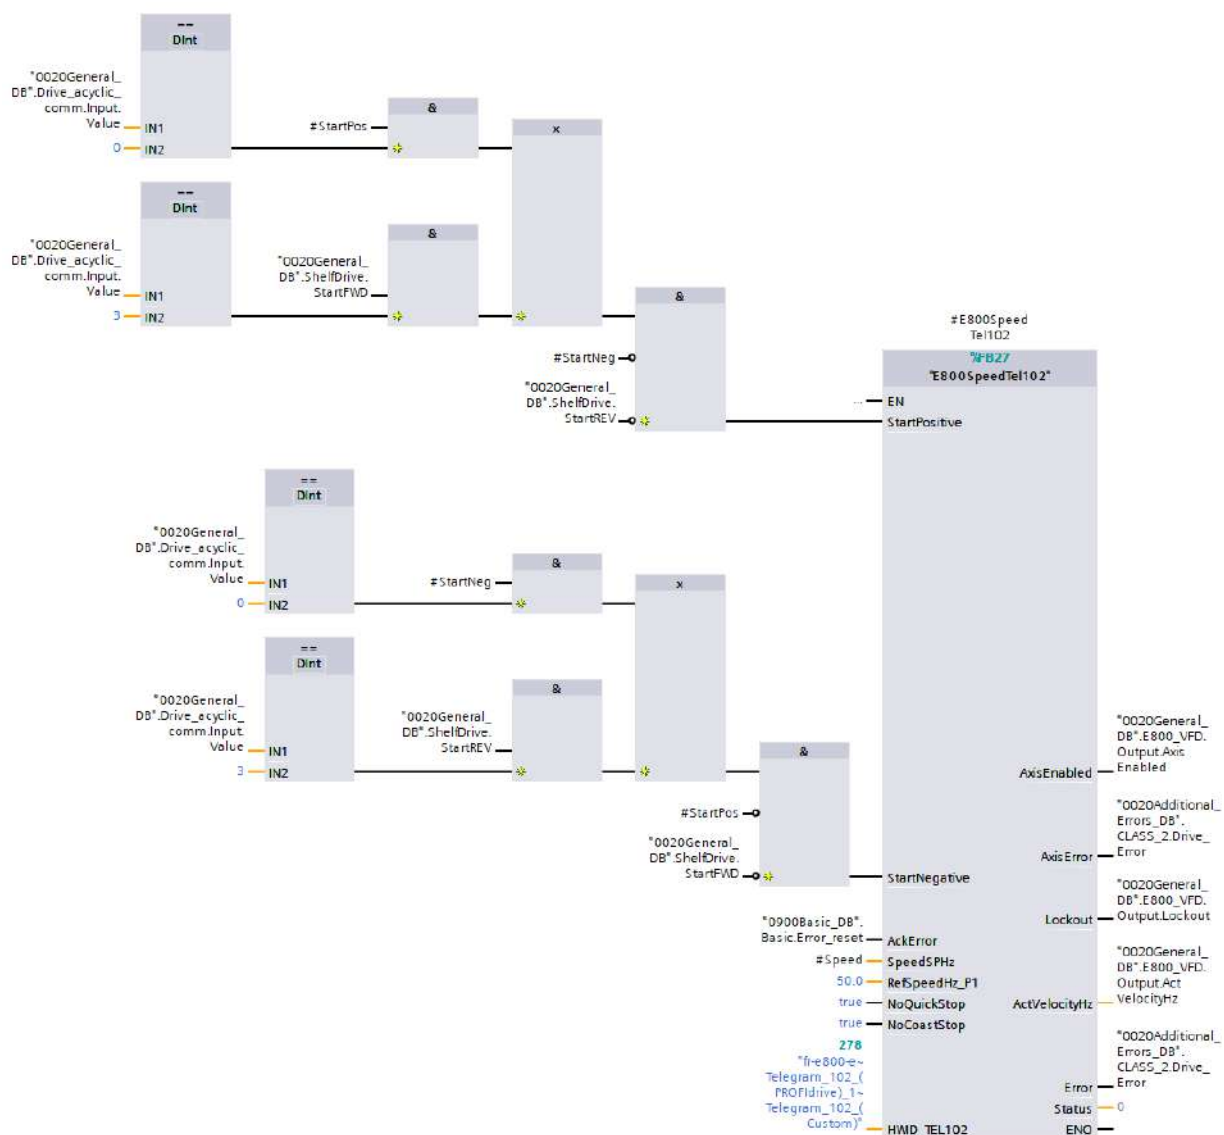 ==
DInt
"0020General_
DB".Drive_acyclic_
comm.Input.
Value
IN1
0
IN2
&
#StartPos
x
==
DInt
"0020General_
DB".Drive_acyclic_
comm.Input.
Value
IN1
3
IN2
&
"0020General_
DB".ShelfDrive.
StartFWD
&
#StartNeg
"0020General_
DB".ShelfDrive.
StartREV
#E800Speed
Tel102
%FB27
"E800SpeedTel102"
... EN
StartPositive
==
DInt
"0020General_
DB".Drive_acyclic_
comm.Input.
Value
IN1
0
IN2
&
#StartNeg
x
==
DInt
"0020General_
DB".Drive_acyclic_
comm.Input.
Value
IN1
3
IN2
&
"0020General_
DB".ShelfDrive.
StartREV
&
#StartPos
"0020General_
DB".ShelfDrive.
StartFWD
StartNegative
"0900Basic_DB".
Basic.Error_reset
AckError
#Speed
SpeedSPHz
50.0
RefSpeedHz_P1
true
NoQuickStop
true
NoCoastStop
278
"fr-e800-e~
Telegram_102_(
PROFIdrive)_1~
Telegram_102_(
Custom)"
HWID_TEL102
AxisEnabled
"0020General_
DB".E800_VFD.
Output.Axis
Enabled
AxisError
"0020Additional_
Errors_DB".
CLASS_2.Drive_
Error
Lockout
"0020General_
DB".E800_VFD.
Output.Lockout
ActVelocityHz
"0020General_
DB".E800_VFD.
Output.Act
VelocityHz
Error
"0020Additional_
Errors_DB".
CLASS_2.Drive_
Error
Status
0
ENO